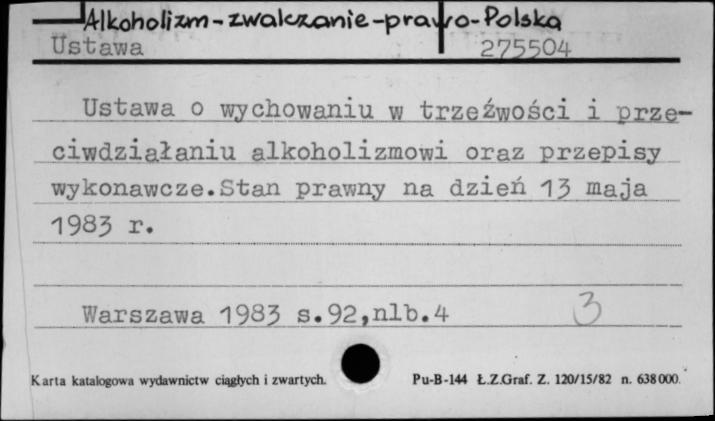 Alkoholizm-zwalczanie-prawo-Polska
Ustawa 275504
Ustawa o wychowaniu w trzeźwości i prze-
ciwdziałaniu alkoholizmowi oraz przepisy
wykonawcze.Stan prawny na dzień 13 maja
1983 r.
Warszawa 1983 s.92,nlb.4 3
Karta katalogowa wydawnictw ciągłych i zwartych. Pu-B-144 Ł.Z.Graf. Z. 120/15/82 n. 638000.